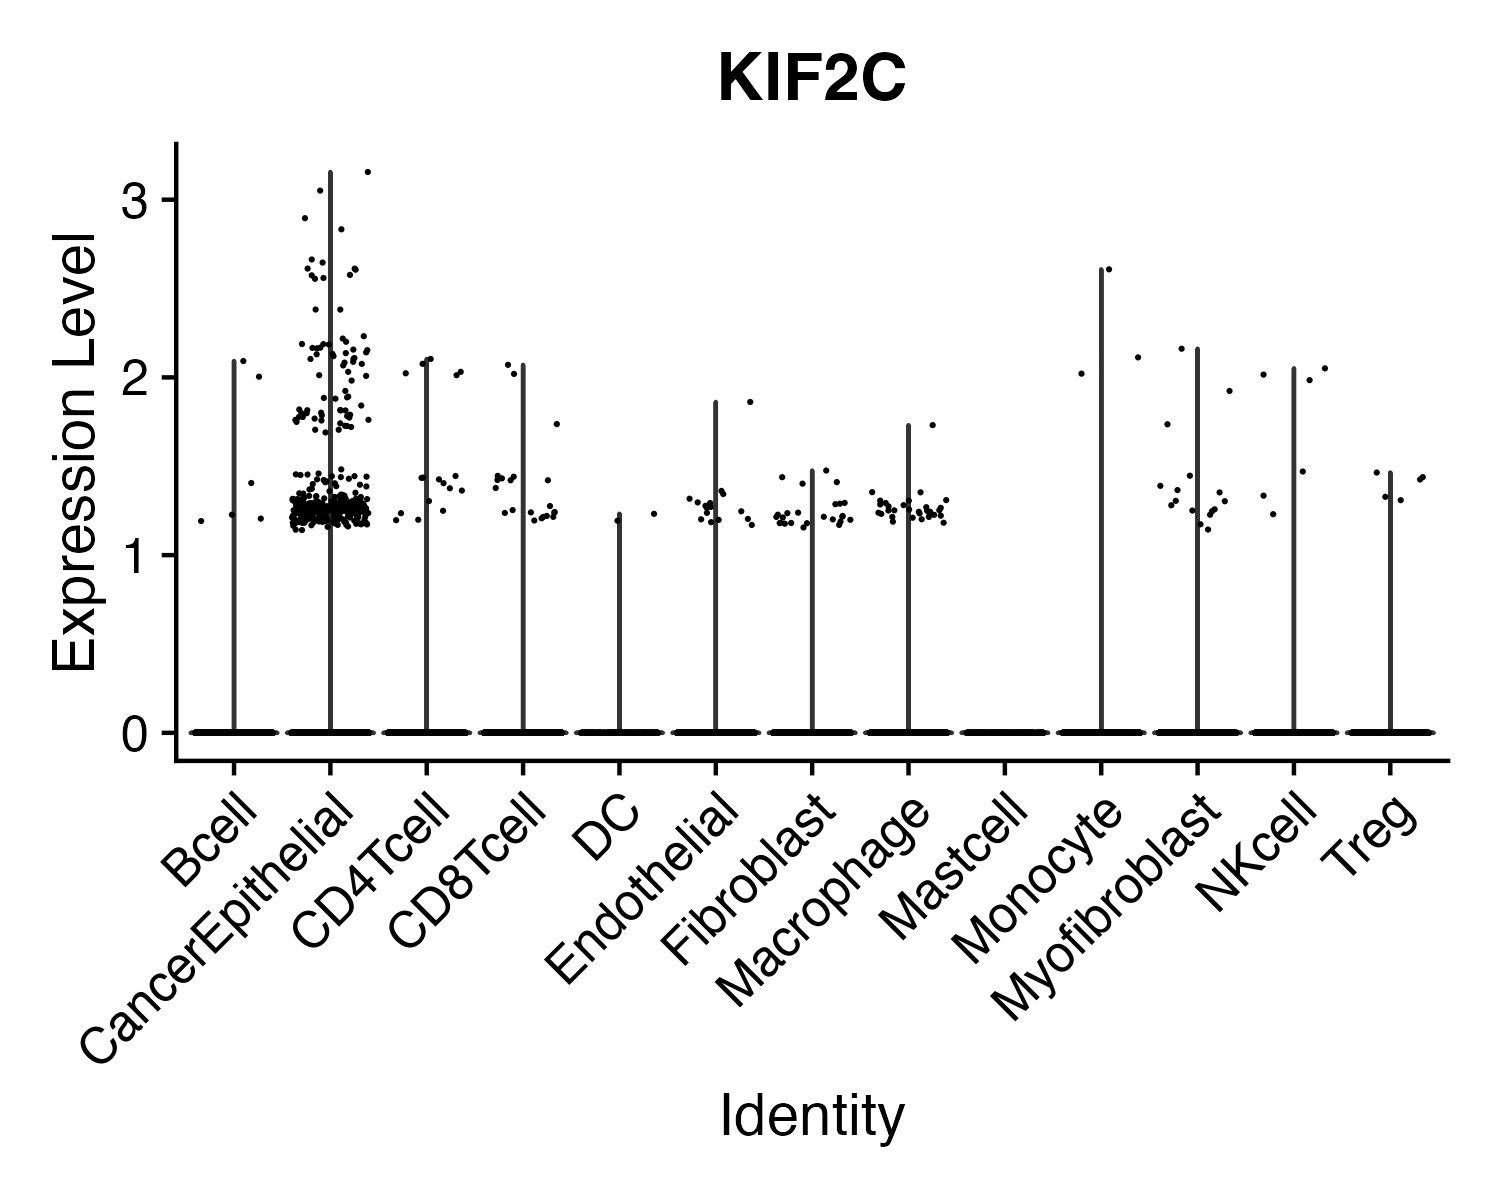 KIF2C
Expression Level
3
2
1
0
Bcell
CancerEpithelial
CD4Tcell
CD8Tcell
DC
Endothelial
Fibroblast
Macrophage
Mastcell
Monocyte
Myofibroblast
NKcell
Treg
Identity